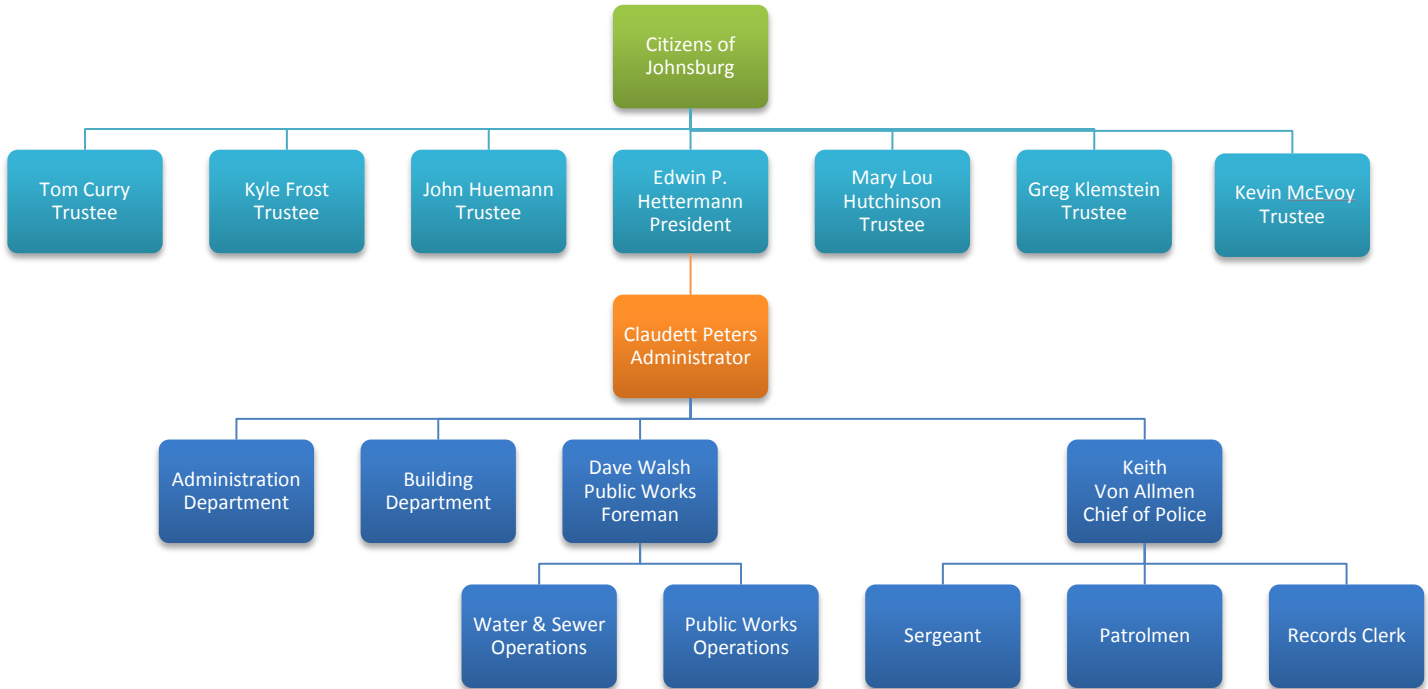 Citizens of
Johnsburg
Tom Curry
Trustee
Kyle Frost
Trustee
John Huemann
Trustee
Edwin P.
Hettermann
President
Mary Lou
Hutchinson
Trustee
Greg Klemstein
Trustee
Kevin McEvoy
Trustee
Claudett Peters
Administrator
Administration
Department
Building
Department
Dave Walsh
Public Works
Foreman
Keith
Von Allmen
Chief of Police
Water & Sewer
Operations
Public Works
Operations
Sergeant
Patrolmen
Records Clerk